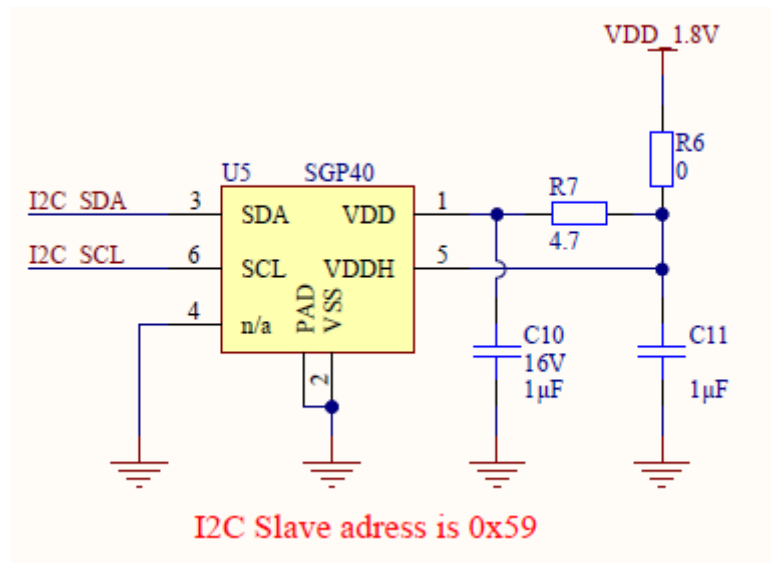 VDD_1.8V
R6
0
U5 SGP40
R7
4.7
I2C_SDA 3 SDA VDD 1
I2C_SCL 6 SCL VDDH 5
4 n/a PAD VSS
2
C10
16V
1µF
C11
1µF
I2C Slave adress is 0x59